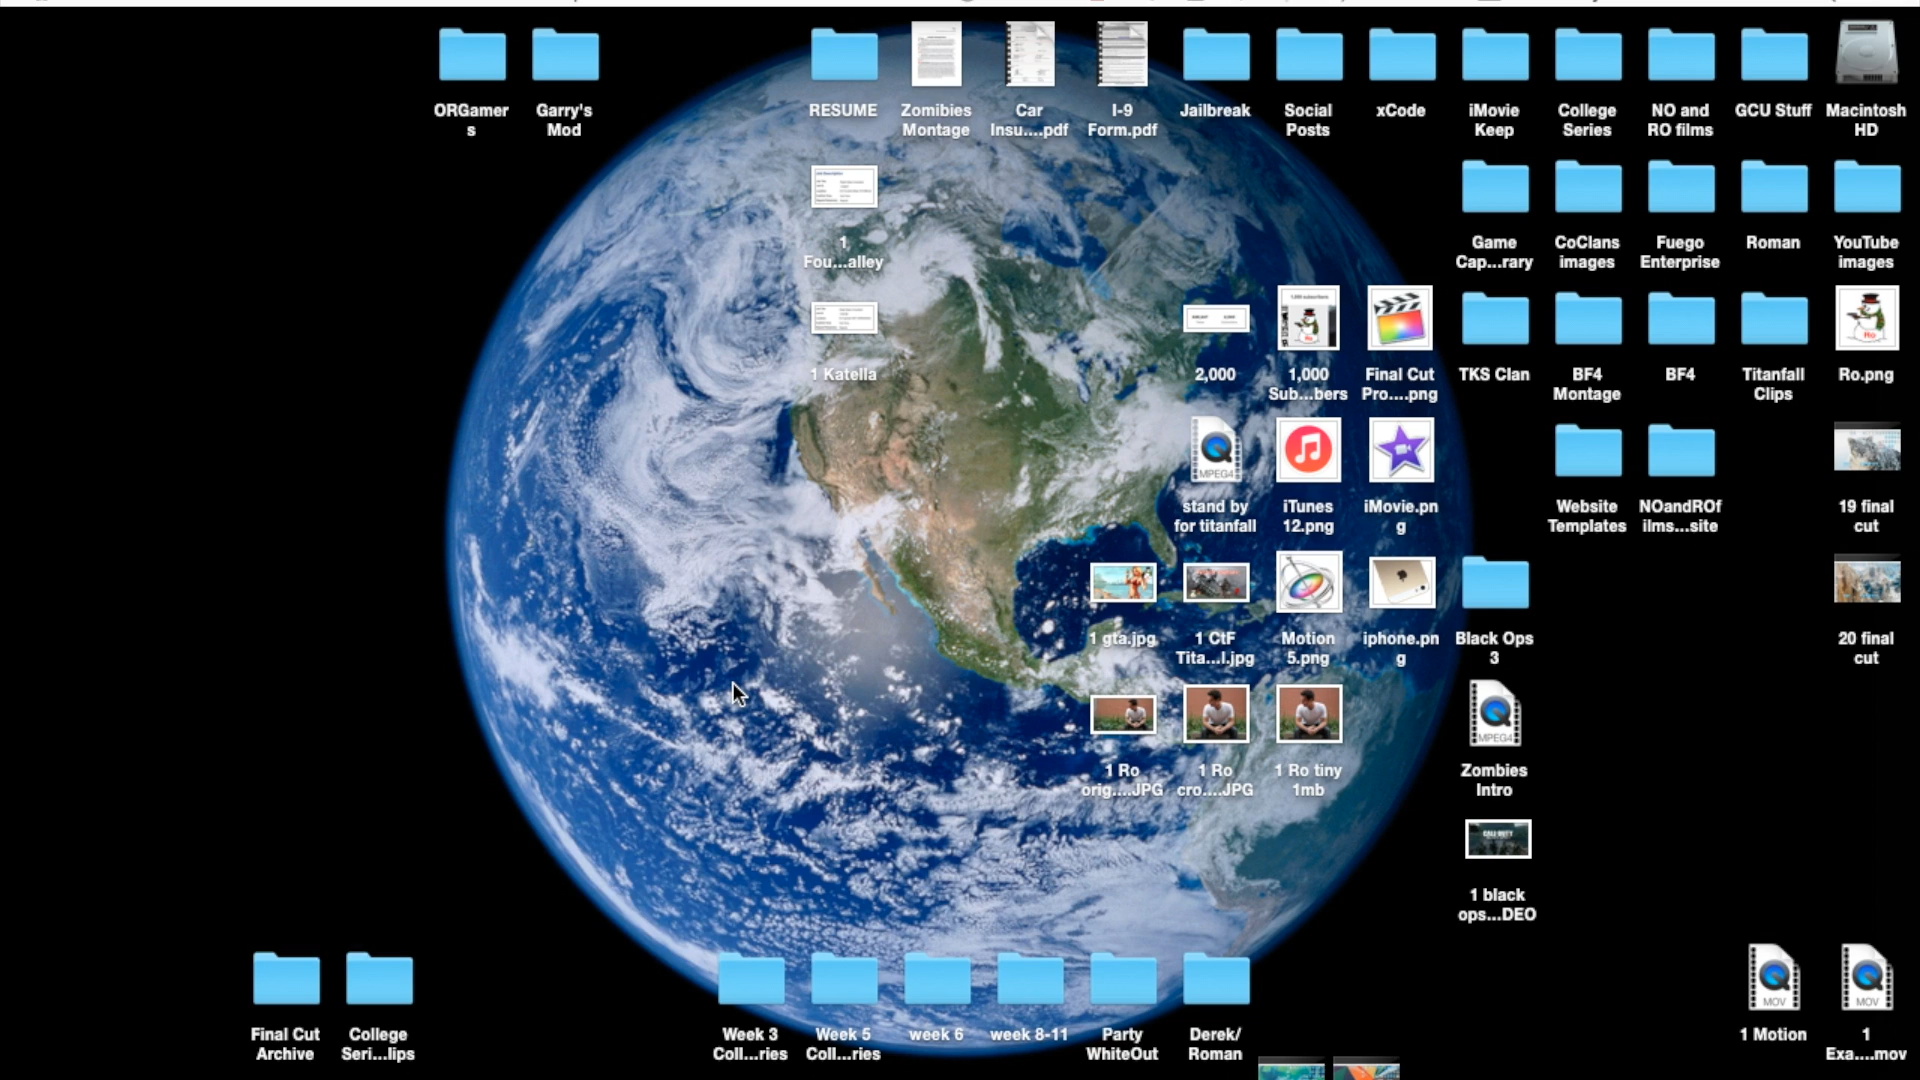 ORGamer
s
Garry's
Mod
RESUME
Zomibies
Montage
Car
Insu....pdf
I-9
Form.pdf
Jailbreak
Social
Posts
xCode
iMovie
Keep
College
Series
NO and
RO films
GCU Stuff
Macintosh
HD
1
Fou...alley
Game
Cap...rary
CoClans
images
Fuego
Enterprise
Roman
YouTube
images
1 Katella
2,000
1,000
Sub...bers
Final Cut
Pro....png
TKS Clan
BF4
Montage
BF4
Titanfall
Clips
Ro.png
MPEG4
stand by
for titanfall
iTunes
12.png
iMovie.pn
g
Website
Templates
NOandROf
ilms...site
19 final
cut
1 gta.jpg
1 CtF
Tita...l.jpg
Motion
5.png
iphone.pn
g
Black Ops
3
20 final
cut
MPEG4
1 Ro
orig....JPG
1 Ro
cro....JPG
1 Ro tiny
1mb
Zombies
Intro
CALL DUTY
1 black
ops...DEO
Final Cut
Archive
College
Seri...lips
Week 3
Coll...ries
Week 5
Coll...ries
week 6
week 8-11
Party
WhiteOut
Derek/
Roman
MOV
1 Motion
MOV
1
Exa....mov